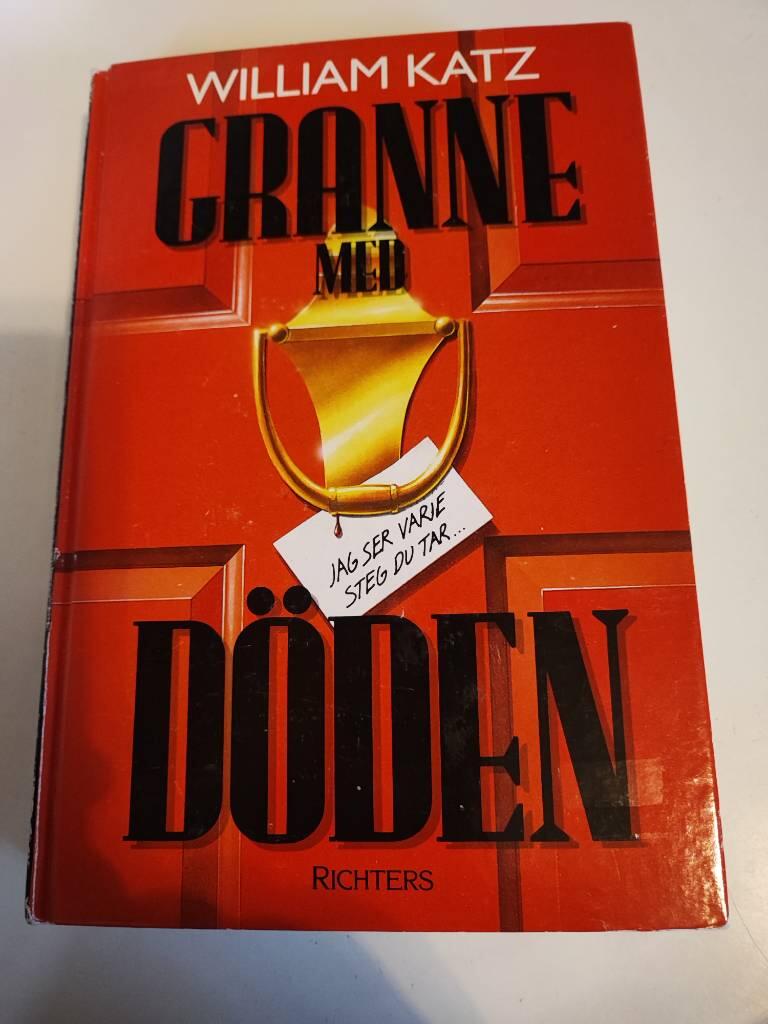 WILLIAM KATZ
GRANNE
MED
JAG SER VARJE
STEG DU TAR...
DÖDEN
RICHTERS